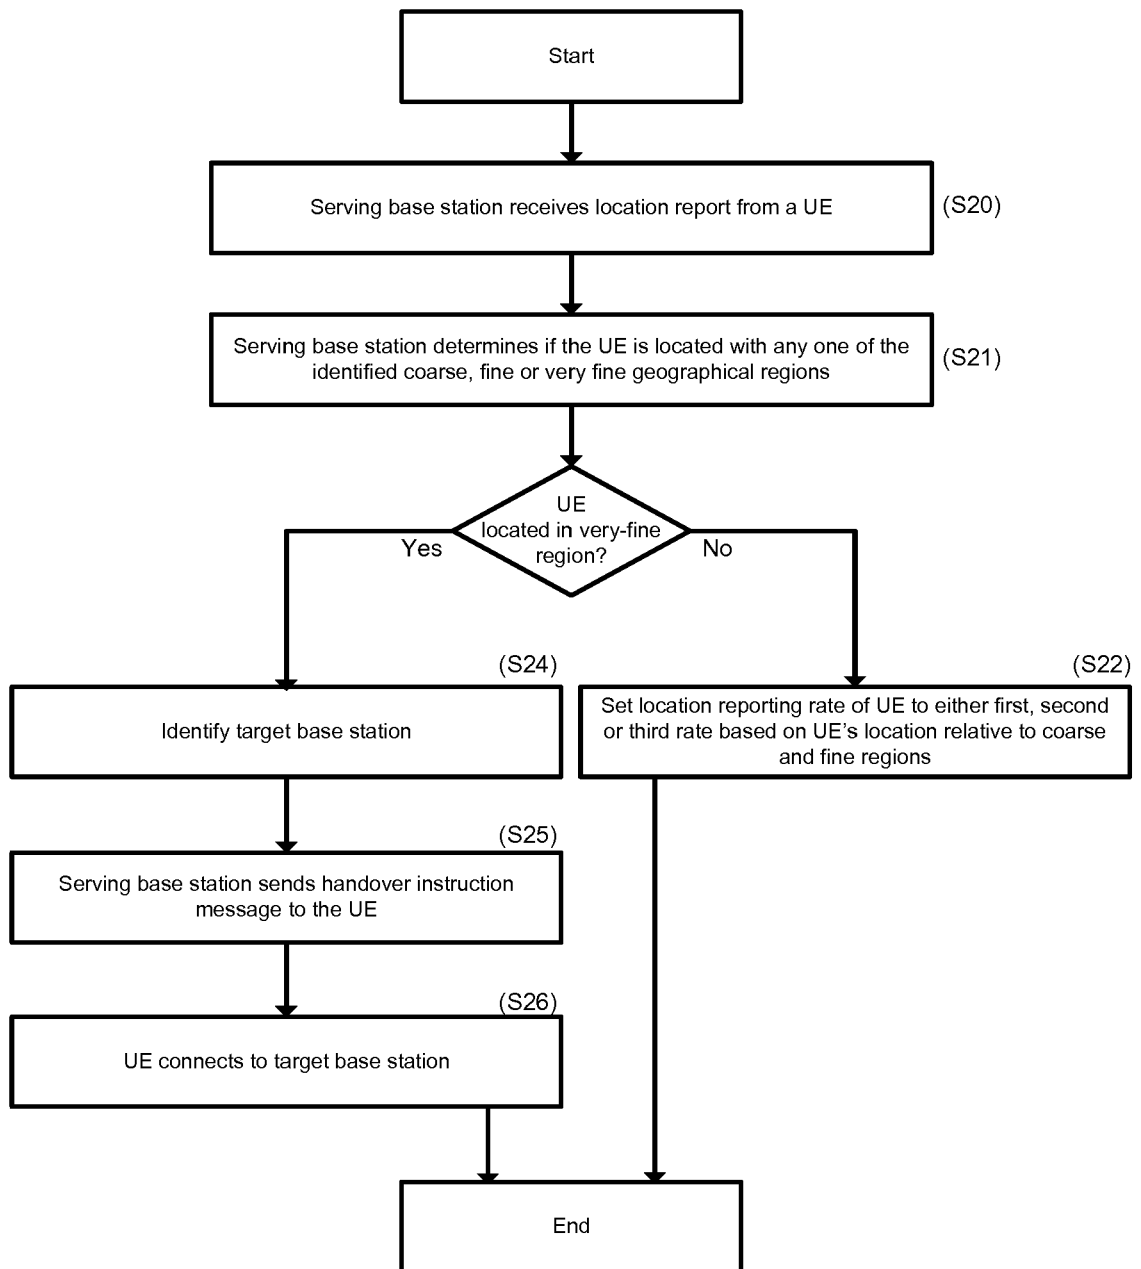 Start
Serving base station receives location report from a UE
(S20)
Serving base station determines if the UE is located with any one of the
identified coarse, fine or very fine geographical regions
(S21)
UE
located in very-fine
region?
Yes
No
(S24)
Identify target base station
(S22)
Set location reporting rate of UE to either first, second
or third rate based on UE’s location relative to coarse
and fine regions
(S25)
Serving base station sends handover instruction
message to the UE
(S26)
UE connects to target base station
End